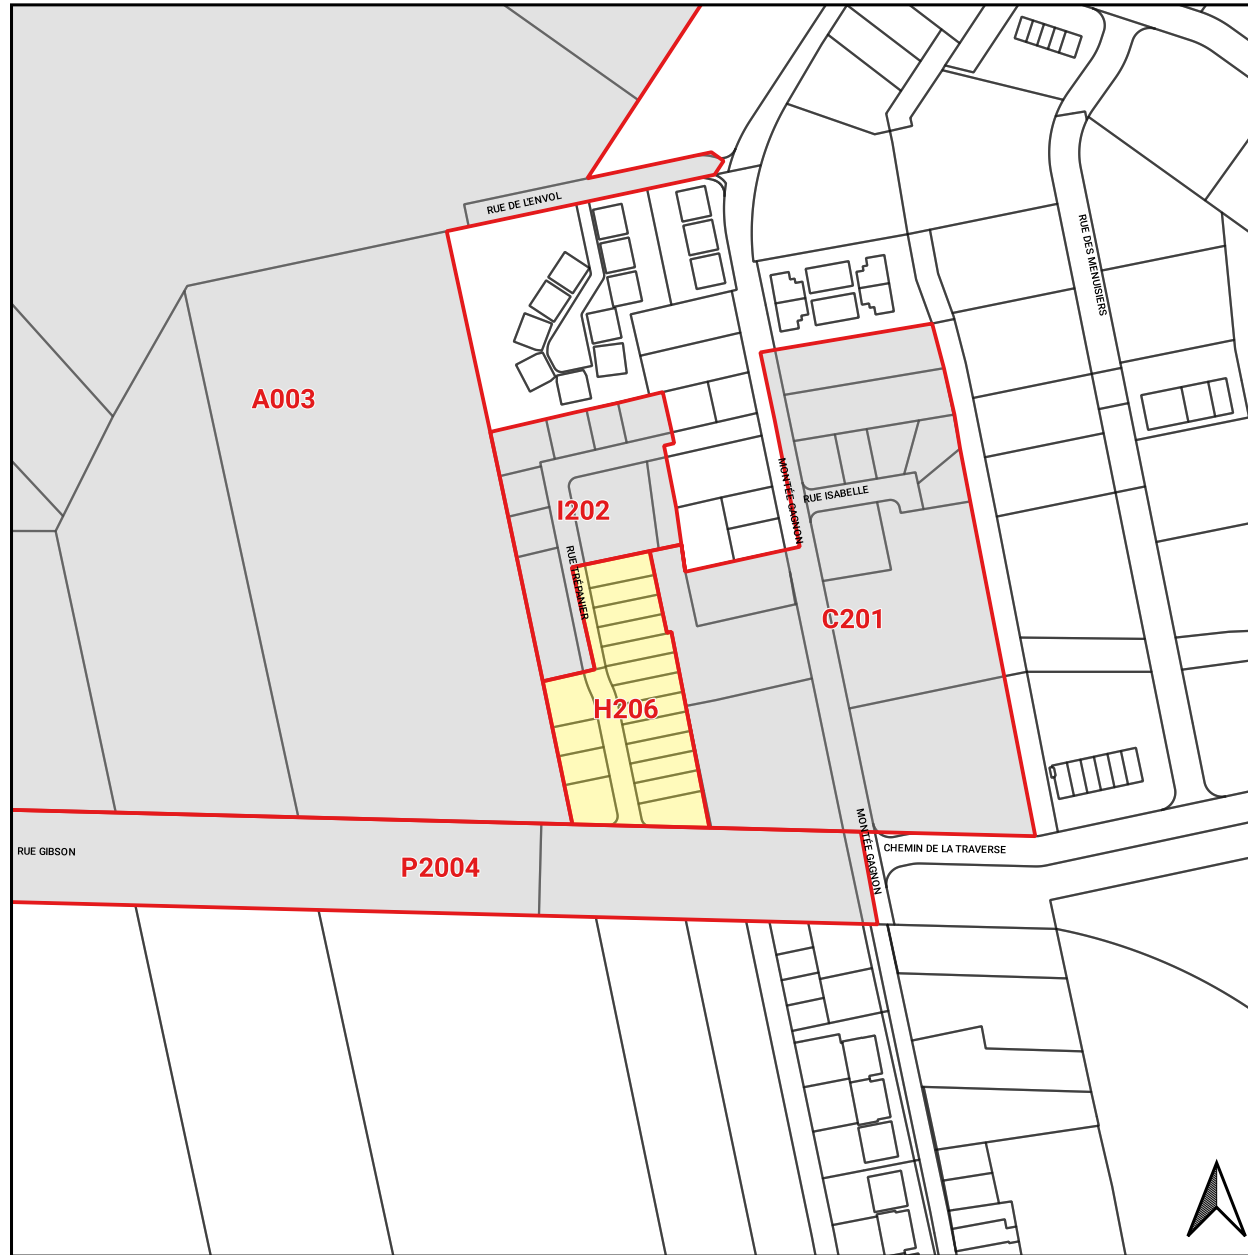 RUE DE L'ENVOL
RUE DES MENUISIERS
A003
MONTÉE GAGNON
RUE ISABELLE
I202
RUE TRÉPANIER
C201
H206
MONTÉE GAGNON
CHEMIN DE LA TRAVERSE
RUE GIBSON
P2004